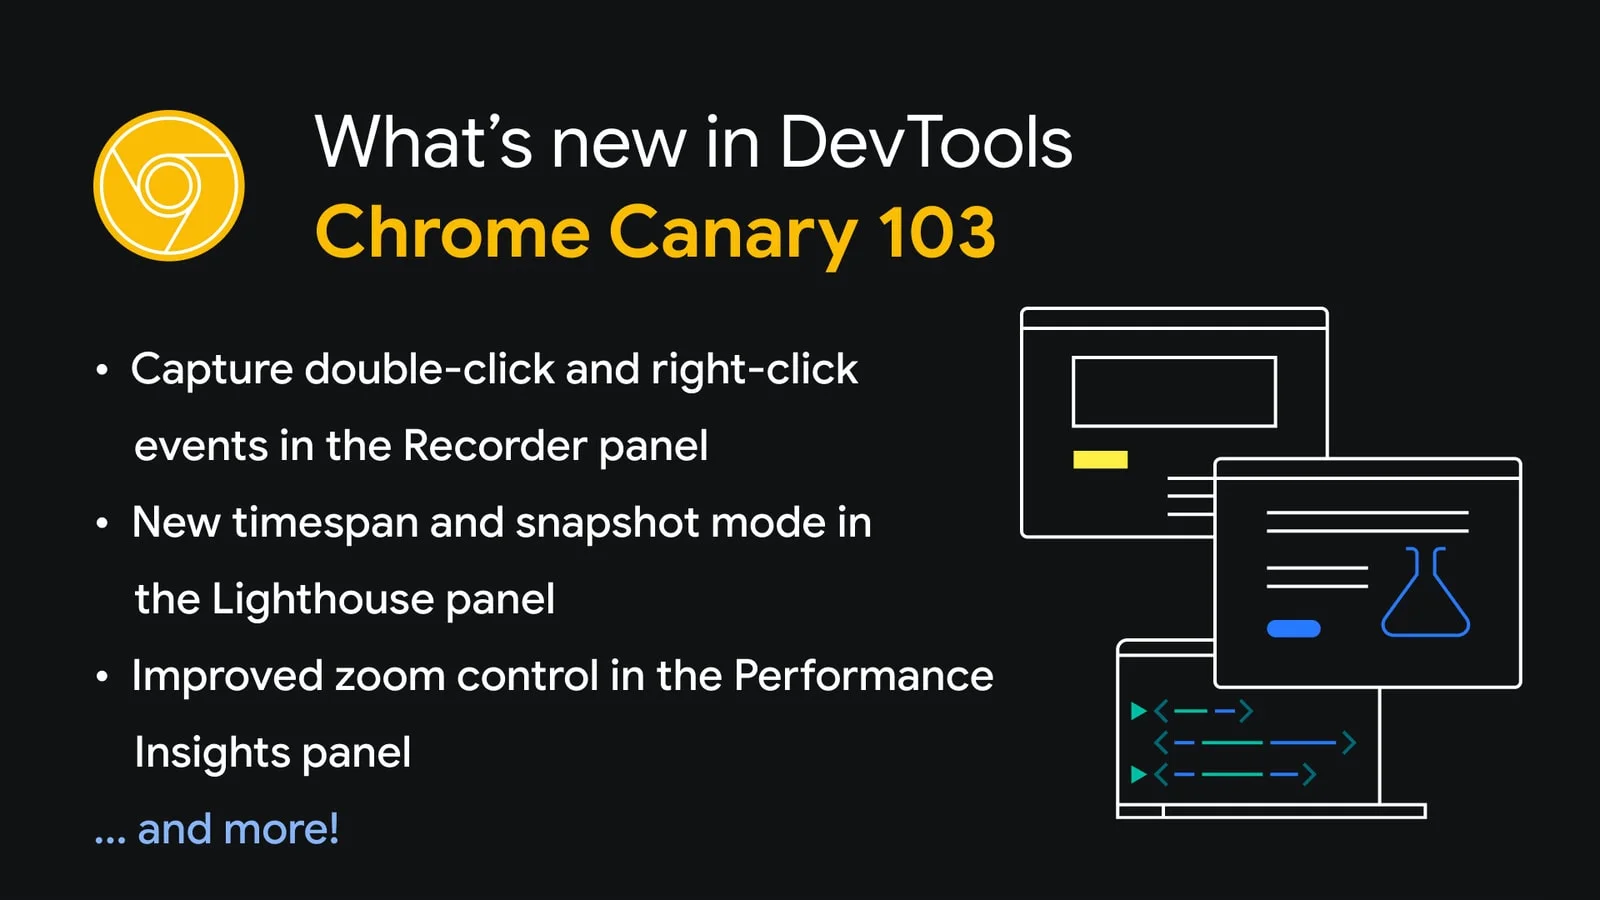 What’s new in DevTools
Chrome Canary 103
• Capture double-click and right-click
events in the Recorder panel
• New timespan and snapshot mode in
the Lighthouse panel
• Improved zoom control in the Performance
Insights panel
... and more!